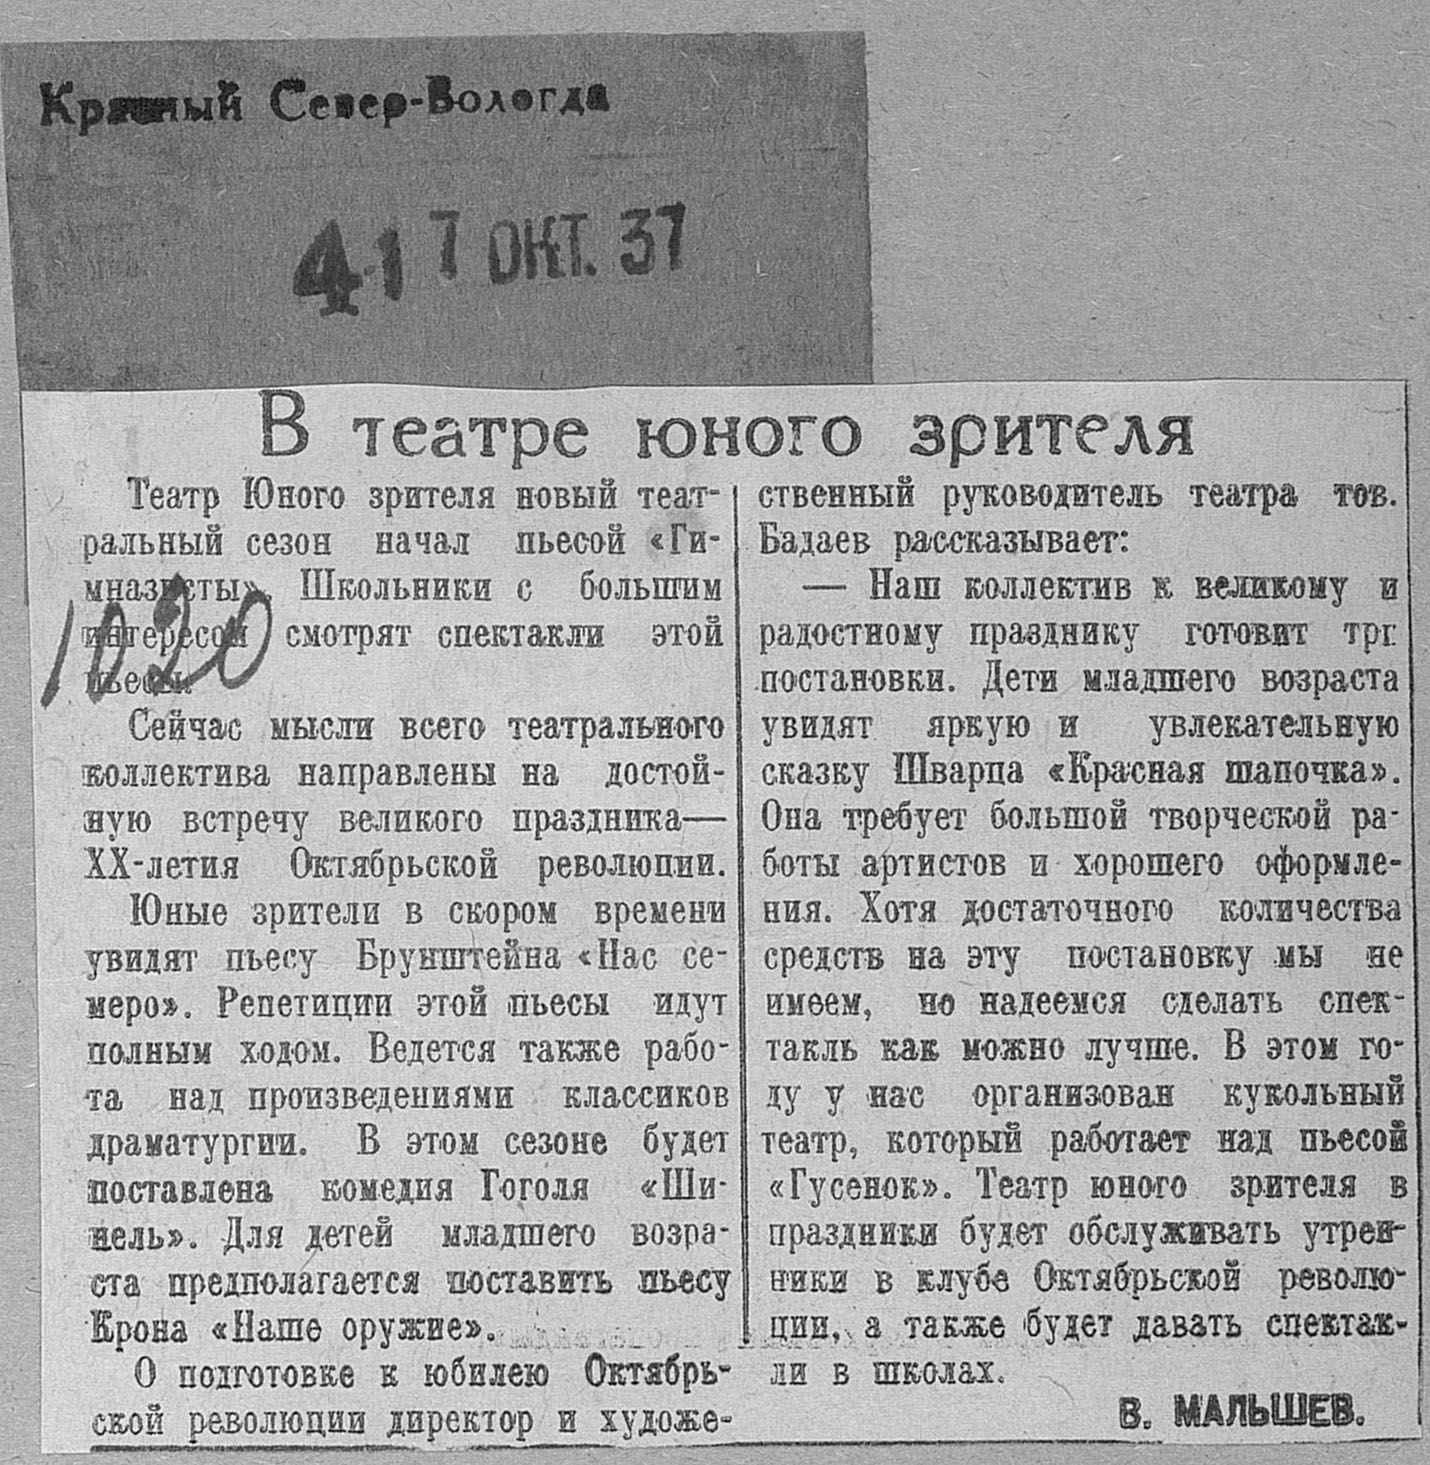 Красный Север-Вологда
4 17 ОКТ. 37
В театре юного зрителя
Театр Юного зрителя новый теат-
ральный сезон начал пьесой «Ги-
мназисты». Школьники с большим
интересом смотрят спектакли этой
пьесы.
1020
Сейчас мысли всего театрального
коллектива направлены на достой-
ную встречу великого праздника—
XX-летия Октябрьской революции.
Юные зрители в скором времени
увидят пьесу Брунштейна «Нас се-
меро». Репетиции этой пьесы идут
полным ходом. Ведется также рабо-
та над произведениями классиков
драматургии. В этом сезоне будет
поставлена комедия Гоголя «Ши-
нель». Для детей младшего возра-
ста предполагается поставить пьесу
Крона «Наше оружие».
О подготовке к юбилею Октябрь-
ской революции директор и художе-
ственный руководитель театра тов.
Бадаев рассказывает:
— Наш коллектив к великому и
радостному празднику готовит три
постановки. Дети младшего возраста
увидят яркую и увлекательную
сказку Шварца «Красная шапочка».
Она требует большой творческой ра-
боты артистов и хорошего оформле-
ния. Хотя достаточного количества
средств на эту постановку мы не
имеем, но надеемся сделать спек-
такль как можно лучше. В этом го-
ду у нас организован кукольный
театр, который работает над пьесой
«Гусенок». Театр юного зрителя в
праздники будет обслуживать утрен-
ники в клубе Октябрьской револю-
ции, а также будет давать спектак-
ли в школах.
В. МАЛЫШЕВ.